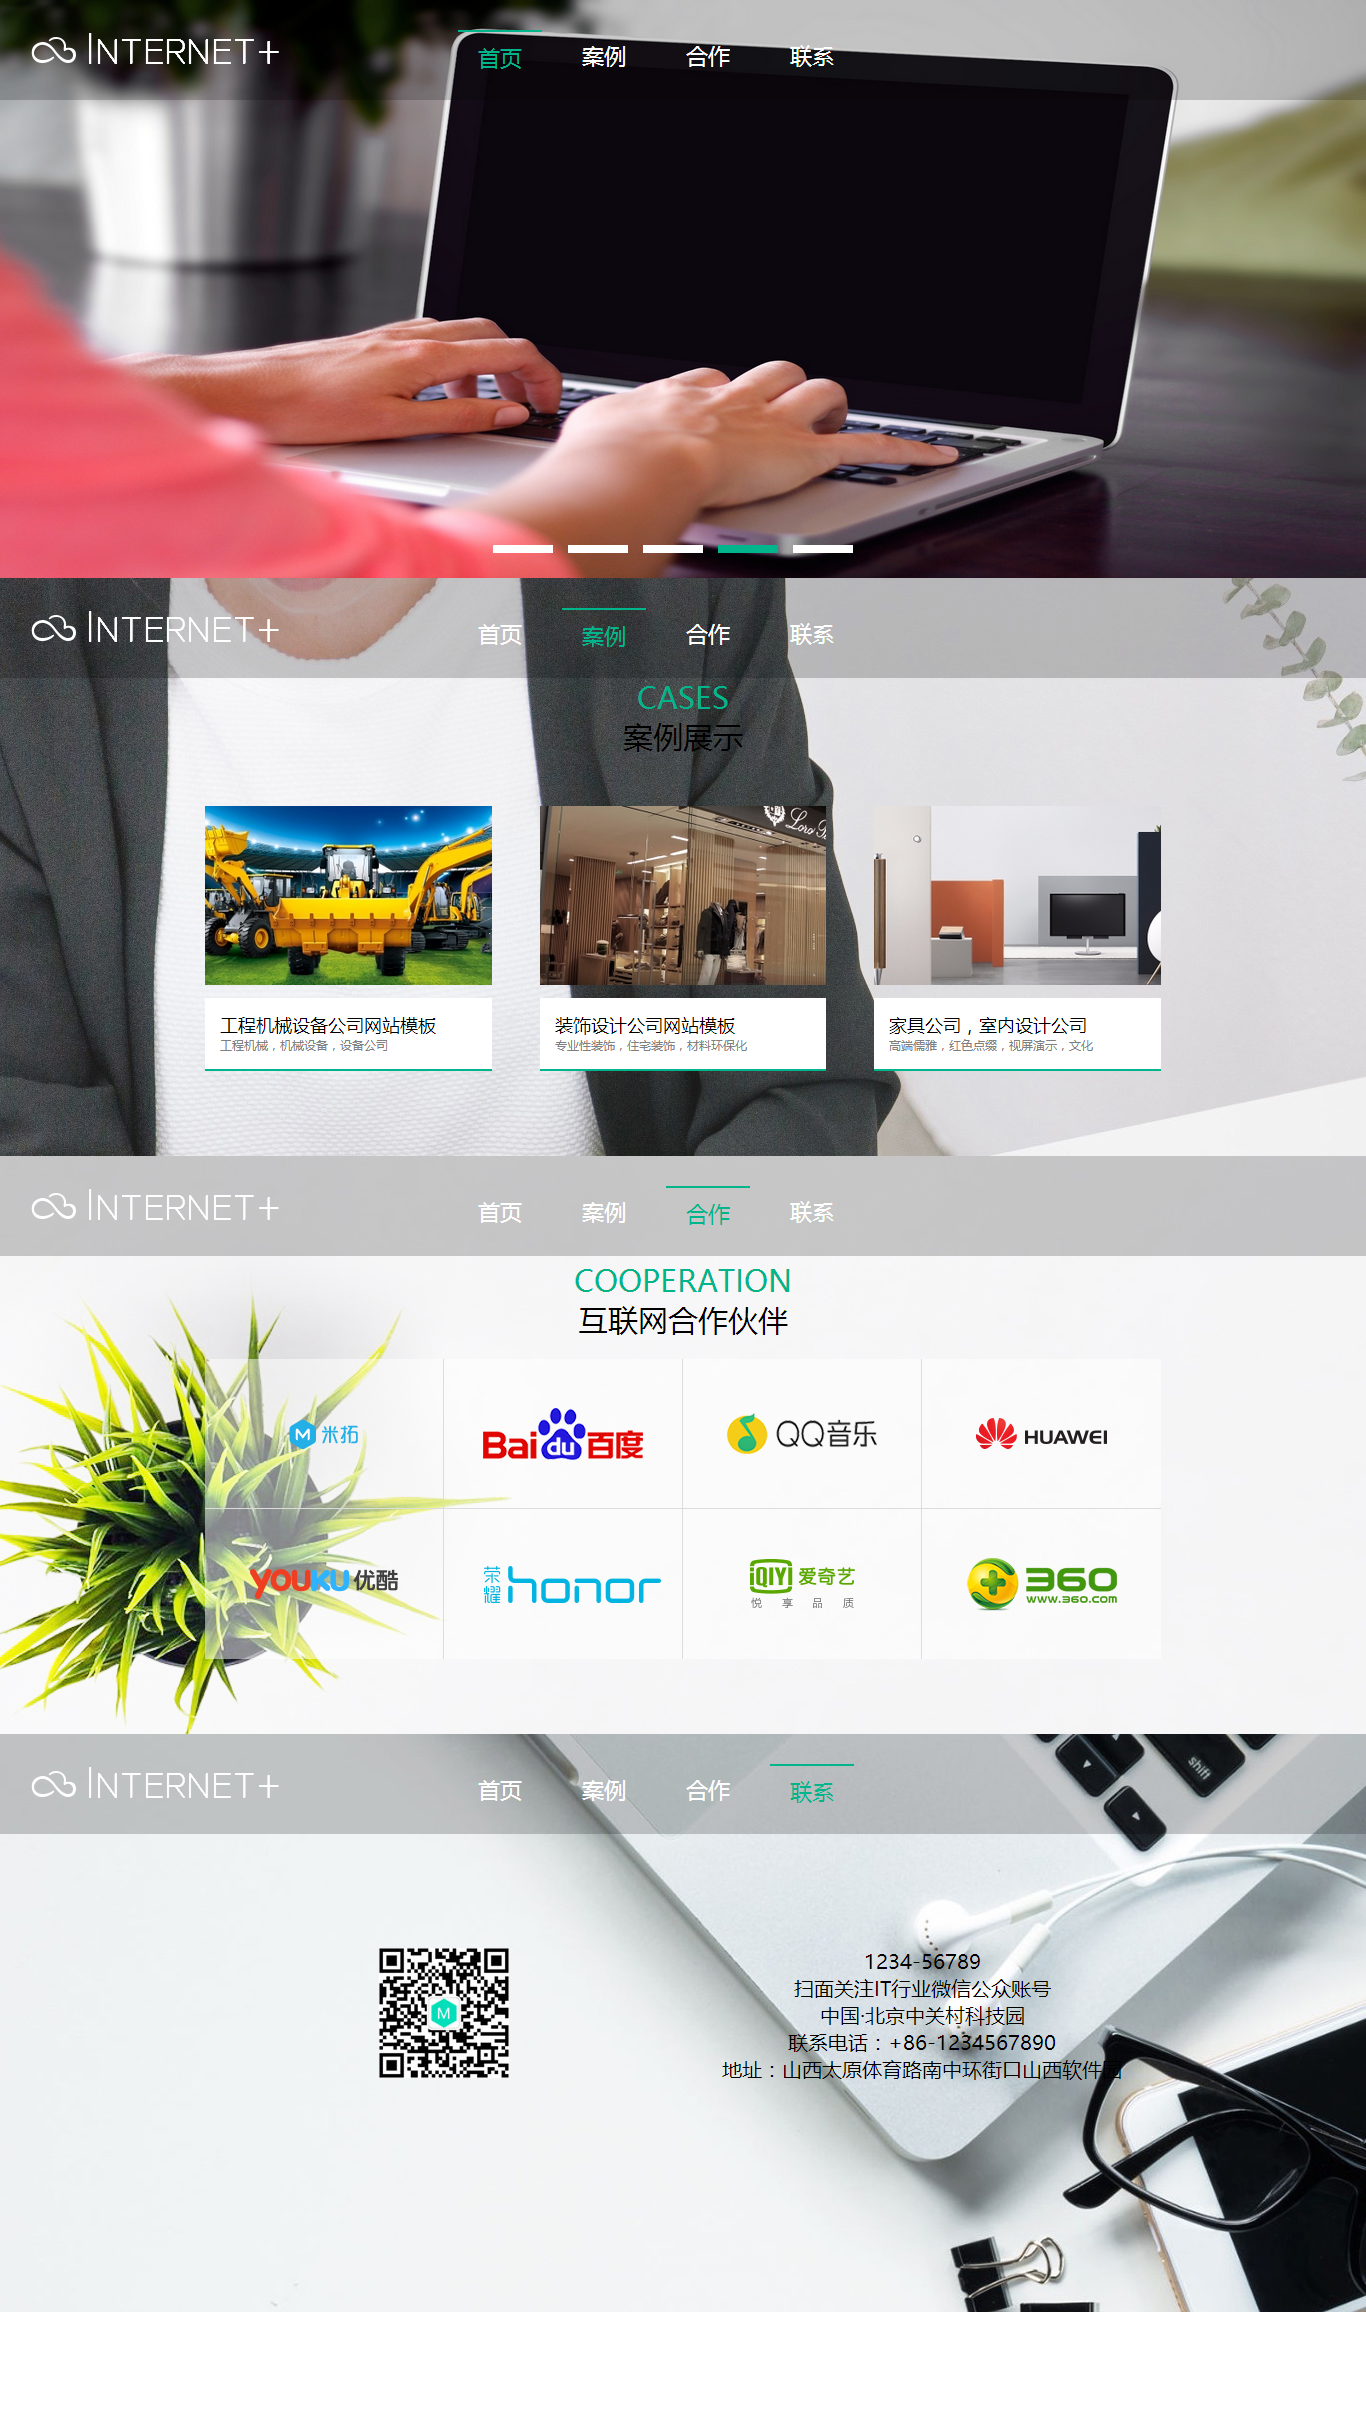 INTERNET+
首页 案例 合作 联系
INTERNET+
首页 案例 合作 联系
CASES
案例展示
Loro
工程机械设备公司网站模板
工程机械，机械设备，设备公司
装饰设计公司网站模板
专业性装饰，住宅装饰，材料环保化
家具公司，室内设计公司
高端儒雅，红色点缀，视屏演示，文化
INTERNET+
首页 案例 合作 联系
COOPERATION
互联网合作伙伴
M 米拓
Bai du 百度
QQ音乐
HUAWEI
YOUKU 优酷
荣耀 honor
iQIYI 爱奇艺
悦享品质
360
www.360.com
INTERNET+
首页 案例 合作 联系
shift
M
1234-56789
扫面关注IT行业微信公众账号
中国·北京中关村科技园
联系电话：+86-1234567890
地址：山西太原体育路南中环街口山西软件园